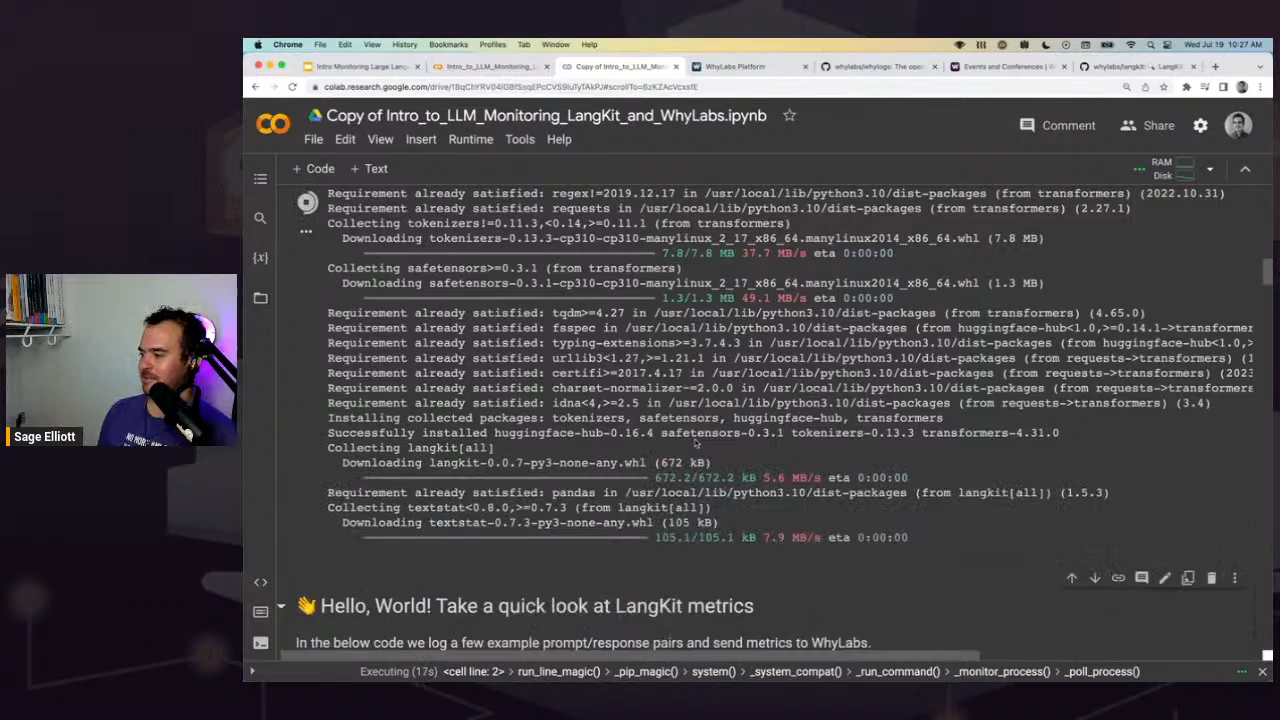 Chrome File Edit View History Bookmarks Profiles Tab Window Help
Wed Jul 19 10:27 AM
Intro Monitoring Large Lang
Intro_to_LLM_Monitoring_L
Copy of Intro_to_LLM_Mon
WhyLabs Platform
whylabs/whylogs: The open
Events and Conferences | W
whylabs/langkit: LangKit
Copy of Intro_to_LLM_Monitoring_LangKit_and_WhyLabs.ipynb
File Edit View Insert Runtime Tools Help
Comment Share
+ Code + Text
RAM
Disk
Requirement already satisfied: regex!=2019.12.17 in /usr/local/lib/python3.10/dist-packages (from transformers) (2022.10.31)
Requirement already satisfied: requests in /usr/local/lib/python3.10/dist-packages (from transformers) (2.27.1)
Collecting tokenizers!=0.11.3,<0.14,>=0.11.1 (from transformers)
Downloading tokenizers-0.13.3-cp310-cp310-manylinux_2_17_x86_64.manylinux2014_x86_64.whl (7.8 MB)
7.8/7.8 MB 37.7 MB/s eta 0:00:00
Collecting safetensors>=0.3.1 (from transformers)
Downloading safetensors-0.3.1-cp310-cp310-manylinux_2_17_x86_64.manylinux2014_x86_64.whl (1.3 MB)
1.3/1.3 MB 49.1 MB/s eta 0:00:00
Requirement already satisfied: tqdm>=4.27 in /usr/local/lib/python3.10/dist-packages (from transformers) (4.65.0)
Requirement already satisfied: fsspec in /usr/local/lib/python3.10/dist-packages (from huggingface-hub<1.0,>=0.14.1->transformer
Requirement already satisfied: typing-extensions>=3.7.4.3 in /usr/local/lib/python3.10/dist-packages (from huggingface-hub<1.0,>
Requirement already satisfied: urllib3<1.27,>=1.21.1 in /usr/local/lib/python3.10/dist-packages (from requests->transformers) (1
Requirement already satisfied: certifi>=2017.4.17 in /usr/local/lib/python3.10/dist-packages (from requests->transformers) (2023
Requirement already satisfied: charset-normalizer~=2.0.0 in /usr/local/lib/python3.10/dist-packages (from requests->transformers
Requirement already satisfied: idna<4,>=2.5 in /usr/local/lib/python3.10/dist-packages (from requests->transformers) (3.4)
Installing collected packages: tokenizers, safetensors, huggingface-hub, transformers
Successfully installed huggingface-hub-0.16.4 safetensors-0.3.1 tokenizers-0.13.3 transformers-4.31.0
Collecting langkit[all]
Downloading langkit-0.0.7-py3-none-any.whl (672 kB)
672.2/672.2 kB 5.6 MB/s eta 0:00:00
Requirement already satisfied: pandas in /usr/local/lib/python3.10/dist-packages (from langkit[all]) (1.5.3)
Collecting textstat<0.8.0,>=0.7.3 (from langkit[all])
Downloading textstat-0.7.3-py3-none-any.whl (105 kB)
105.1/105.1 kB 7.9 MB/s eta 0:00:00
Hello, World! Take a quick look at LangKit metrics
In the below code we log a few example prompt/response pairs and send metrics to WhyLabs.
Executing (17s) <cell line: 2> > run_line_magic() > _pip_magic() > system() > _system_compat() > _run_command() > _monitor_process() > _poll_process()
Sage Elliott